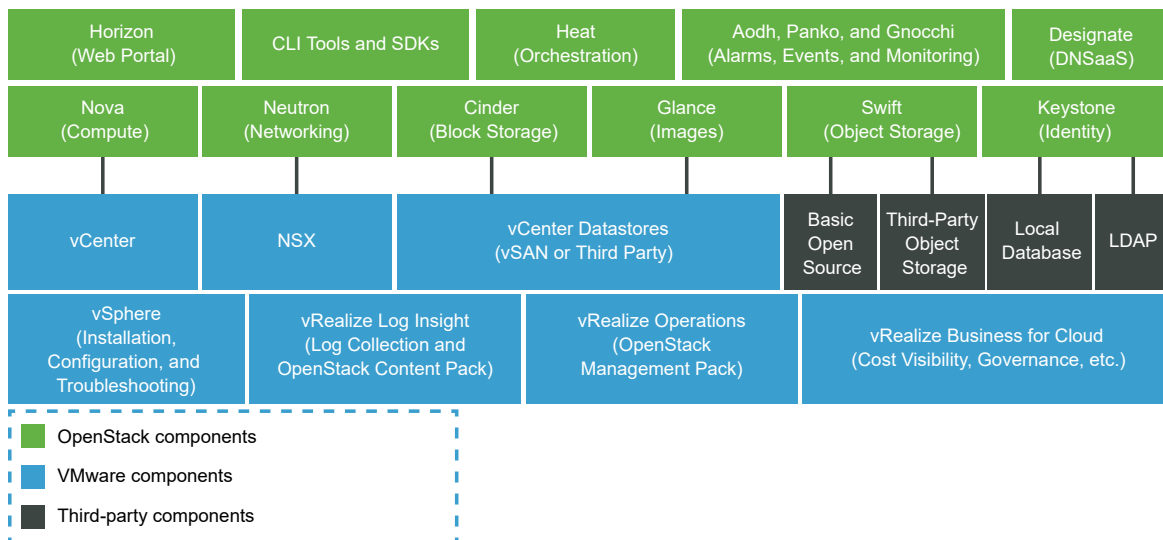 Horizon
(Web Portal)
CLI Tools and SDKs
Heat
(Orchestration)
Aodh, Panko, and Gnocchi
(Alarms, Events, and Monitoring)
Designate
(DNSaaS)
Nova
(Compute)
Neutron
(Networking)
Cinder
(Block Storage)
Glance
(Images)
Swift
(Object Storage)
Keystone
(Identity)
vCenter
NSX
vCenter Datastores
(vSAN or Third Party)
Basic
Open
Source
Third-Party
Object
Storage
Local
Database
LDAP
vSphere
(Installation,
Configuration, and
Troubleshooting)
vRealize Log Insight
(Log Collection and
OpenStack Content Pack)
vRealize Operations
(OpenStack
Management Pack)
vRealize Business for Cloud
(Cost Visibility, Governance, etc.)
OpenStack components
VMware components
Third-party components